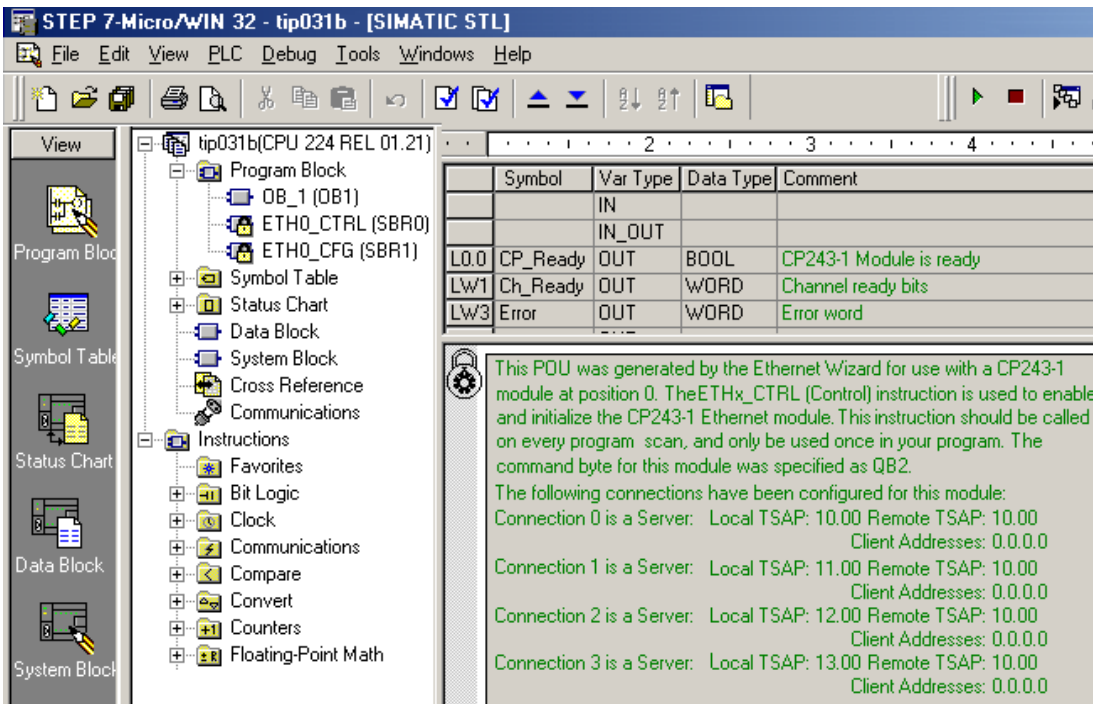 STEP 7-Micro/WIN 32 - tip031b - [SIMATIC STL]
File Edit View PLC Debug Tools Windows Help
View
Program Bloc
Symbol Table
Status Chart
Data Block
System Block
tip031b(CPU 224 REL 01.21)
Program Block
OB_1 (OB1)
ETH0_CTRL (SBR0)
ETH0_CFG (SBR1)
Symbol Table
Status Chart
Data Block
System Block
Cross Reference
Communications
Instructions
Favorites
Bit Logic
Clock
Communications
Compare
Convert
Counters
Floating-Point Math
2 3 4
Symbol Var Type Data Type Comment
IN
IN_OUT
L0.0 CP_Ready OUT BOOL CP243-1 Module is ready
LW1 Ch_Ready OUT WORD Channel ready bits
LW3 Error OUT WORD Error word
This POU was generated by the Ethernet Wizard for use with a CP243-1
module at position 0. TheETHx_CTRL (Control) instruction is used to enable
and initialize the CP243-1 Ethernet module. This instruction should be called
on every program scan, and only be used once in your program. The
command byte for this module was specified as QB2.
The following connections have been configured for this module:
Connection 0 is a Server: Local TSAP: 10.00 Remote TSAP: 10.00
Client Addresses: 0.0.0.0
Connection 1 is a Server: Local TSAP: 11.00 Remote TSAP: 10.00
Client Addresses: 0.0.0.0
Connection 2 is a Server: Local TSAP: 12.00 Remote TSAP: 10.00
Client Addresses: 0.0.0.0
Connection 3 is a Server: Local TSAP: 13.00 Remote TSAP: 10.00
Client Addresses: 0.0.0.0